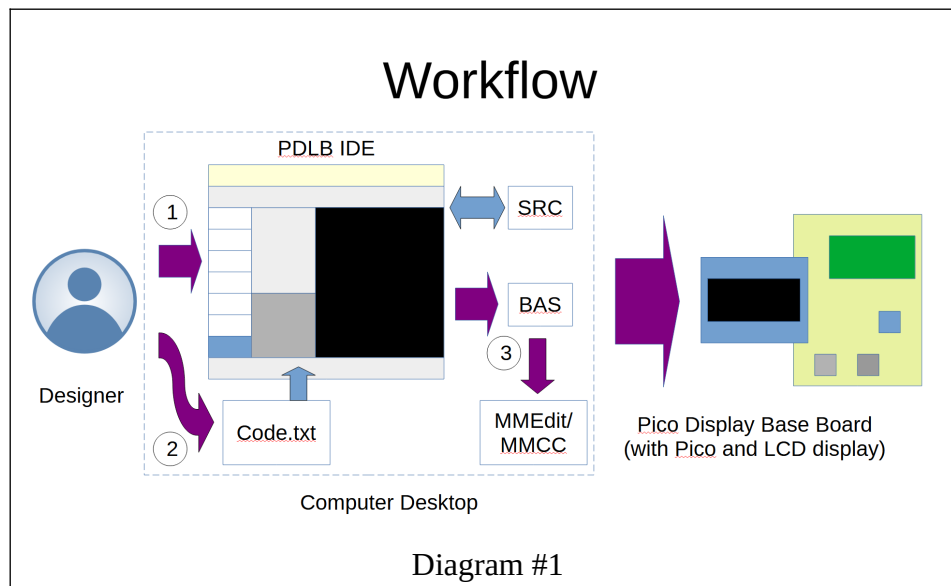 Workflow
PDLB IDE
1
SRC
BAS
3
Designer
2
Code.txt
MMEdit/
MMCC
Pico Display Base Board
(with Pico and LCD display)
Computer Desktop
Diagram #1